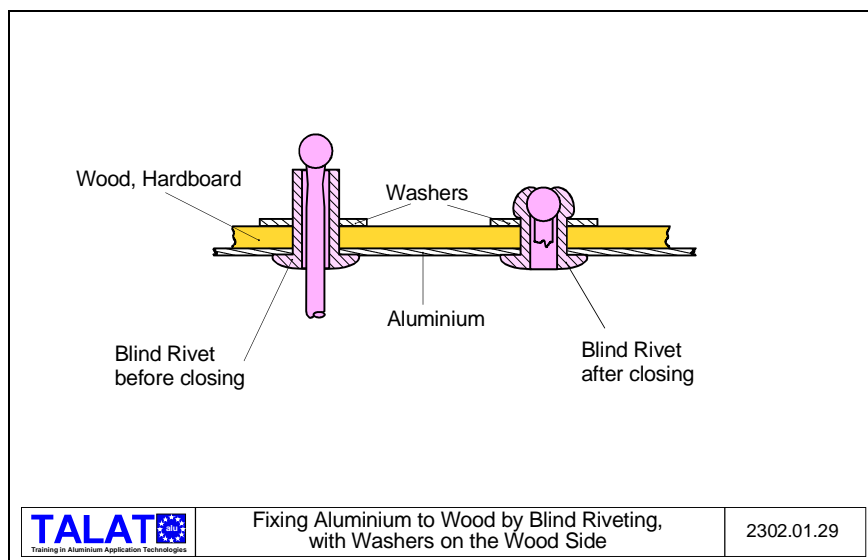 Wood, Hardboard
Washers
Aluminium
Blind Rivet
before closing
Blind Rivet
after closing
TALAT
alu
Training in Aluminium Application Technologies
Fixing Aluminium to Wood by Blind Riveting,
with Washers on the Wood Side
2302.01.29